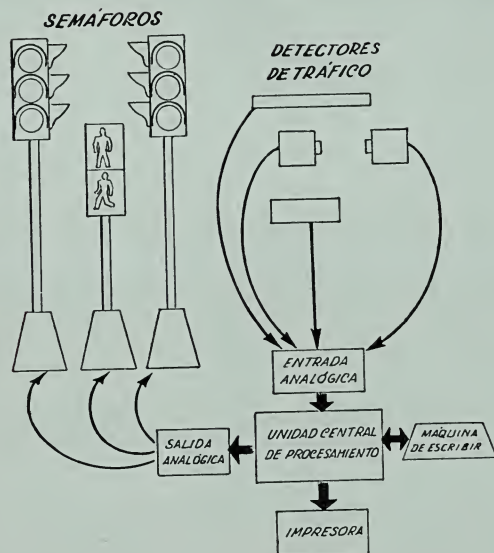 SEMÁFOROS
DETECTORES
DE TRÁFICO
ENTRADA
ANALÓGICA
SALIDA
ANALÓGICA
UNIDAD CENTRAL
DE PROCESAMIENTO
MÁQUINA
DE ESCRIBIR
IMPRESORA